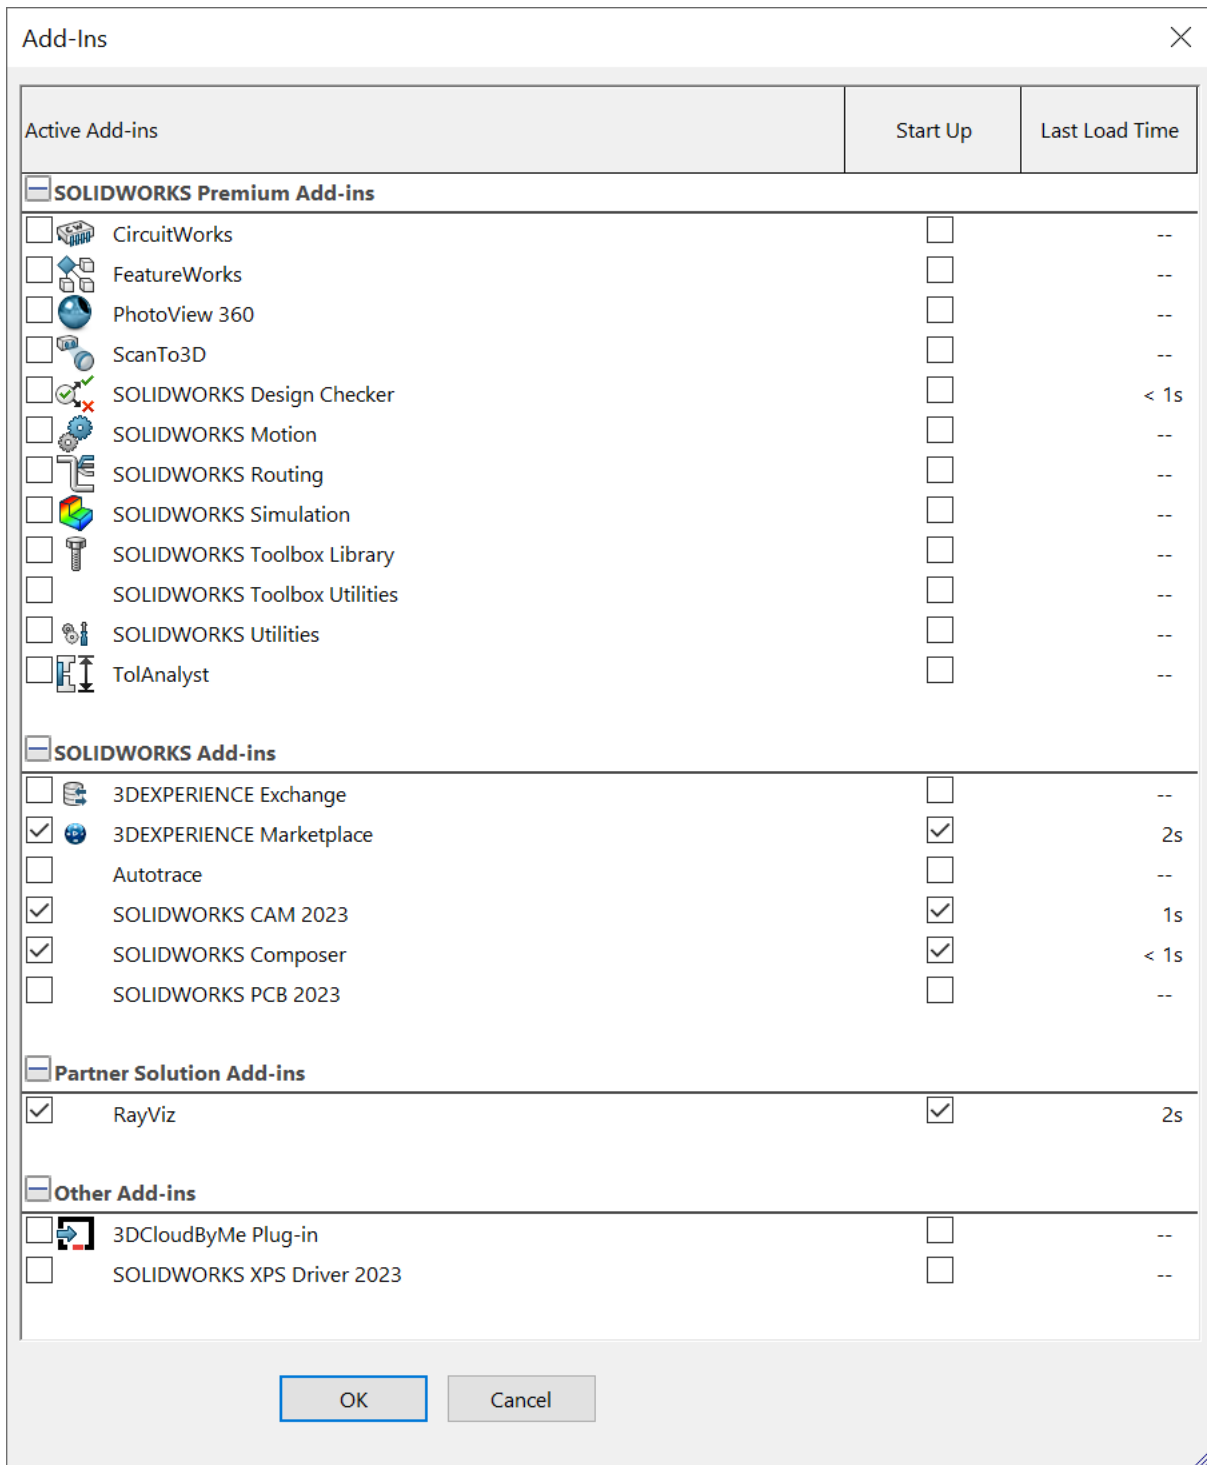 Add-Ins
Active Add-ins Start Up Last Load Time
SOLIDWORKS Premium Add-ins
CircuitWorks --
FeatureWorks --
PhotoView 360 --
ScanTo3D --
SOLIDWORKS Design Checker < 1s
SOLIDWORKS Motion --
SOLIDWORKS Routing --
SOLIDWORKS Simulation --
SOLIDWORKS Toolbox Library --
SOLIDWORKS Toolbox Utilities --
SOLIDWORKS Utilities --
TolAnalyst --
SOLIDWORKS Add-ins
3DEXPERIENCE Exchange --
3DEXPERIENCE Marketplace 2s
Autotrace --
SOLIDWORKS CAM 2023 1s
SOLIDWORKS Composer < 1s
SOLIDWORKS PCB 2023 --
Partner Solution Add-ins
RayViz 2s
Other Add-ins
3DCloudByMe Plug-in --
SOLIDWORKS XPS Driver 2023 --
OK Cancel